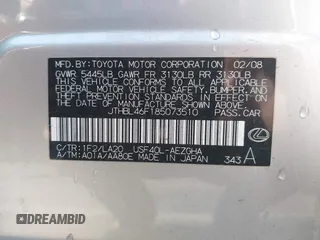 MFD.BY: TOYOTA MOTOR CORPORATION 02/08
GVWR 5445LB GAWR FR 3130LB RR 3130LB
THIS VEHICLE CONFORMS TO ALL APPLICABLE
FEDERAL MOTOR VEHICLE SAFETY, BUMPER, AND
THEFT PREVENTION STANDARDS IN EFFECT ON
THE DATE OF MANUFACTURE SHOWN ABOVE.
JTHBL46F185073510 PASS.CAR
C/TR: 1F2/LA20 USF40L-AEZGHA
A/TM: A01A/AA80E MADE IN JAPAN 343 A
DREAMBID